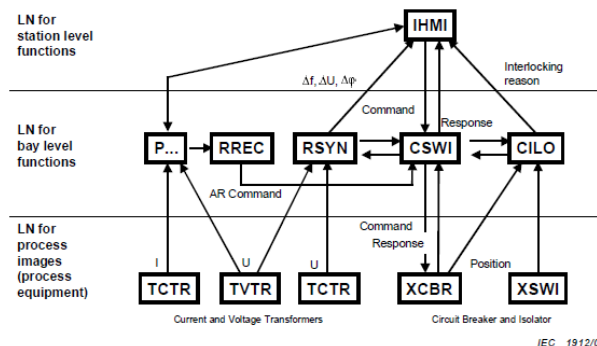 LN for
station level
functions
IHMI
Δf, ΔU, Δφ
Interlocking
reason
Command
Response
LN for
bay level
functions
P...
RREC
RSYN
CSWI
CILO
AR Command
LN for
process
images
(process
equipment)
Command
Response
I
U
U
Position
TCTR
TVTR
TCTR
XCBR
XSWI
Current and Voltage Transformers
Circuit Breaker and Isolator
IEC 1912/0